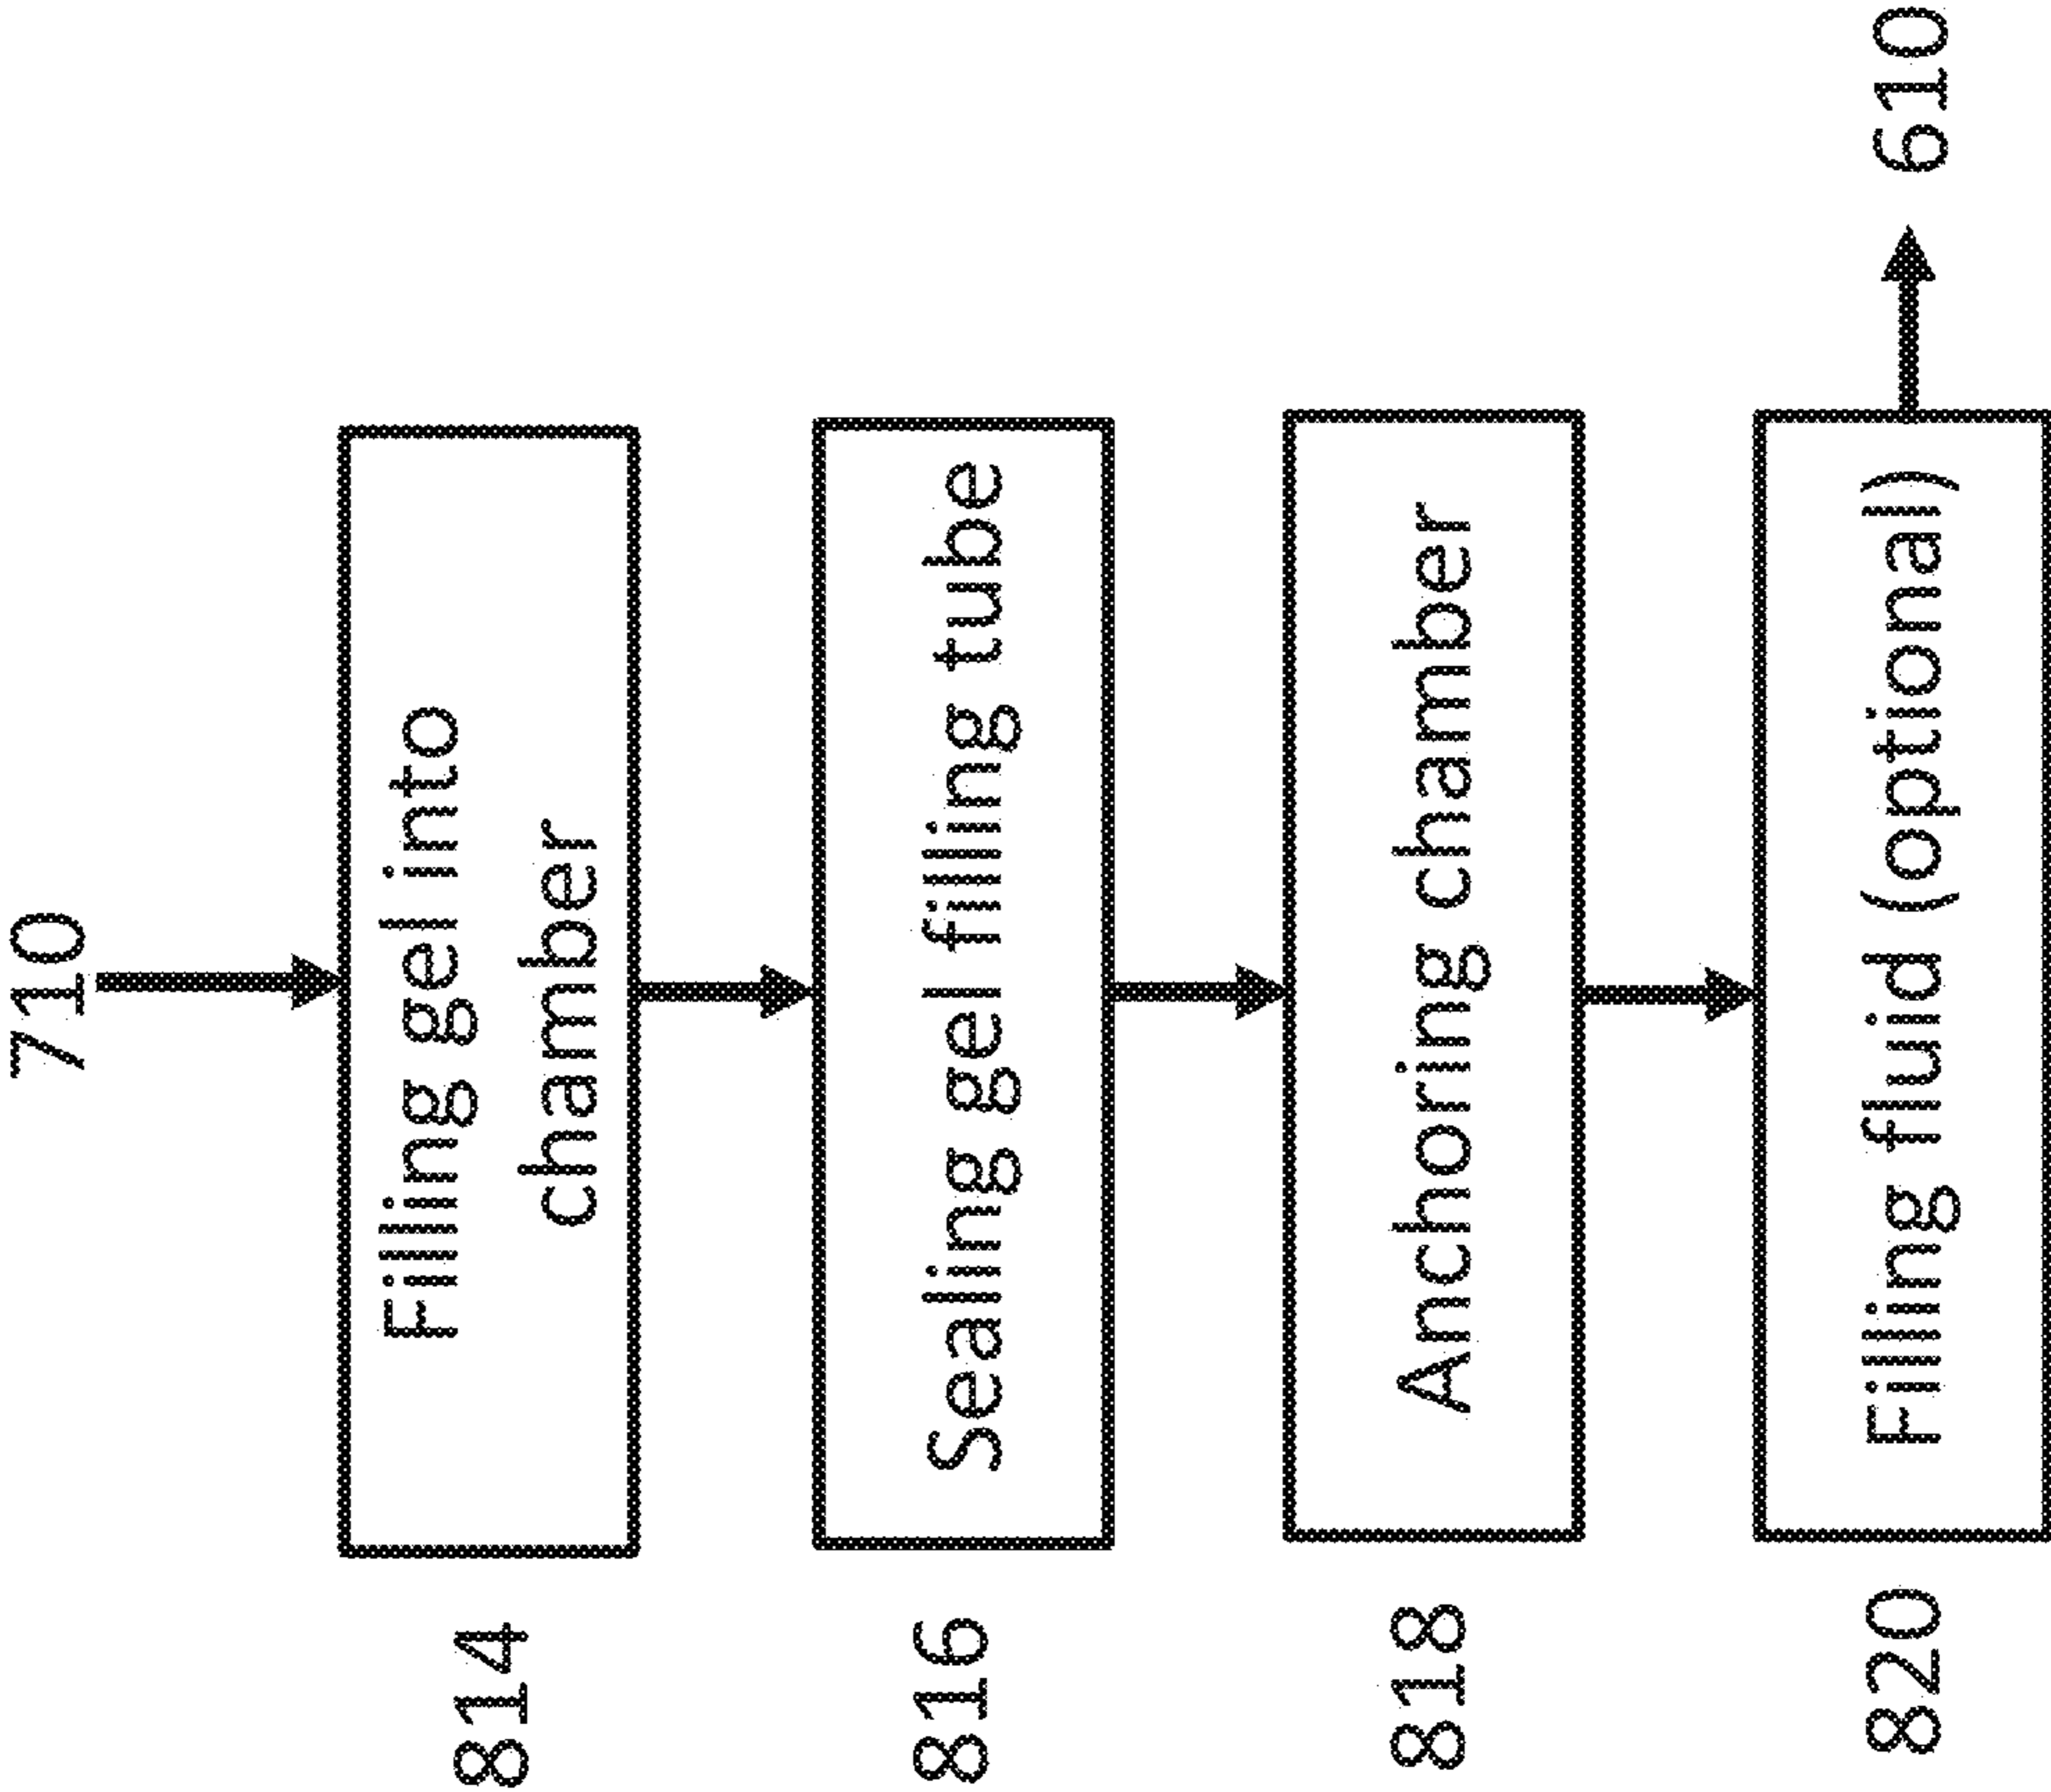 710
Filling gel into
chamber
814
Sealing gel filling tube
816
Anchoring chamber
818
Filling fluid (optional)
820
610